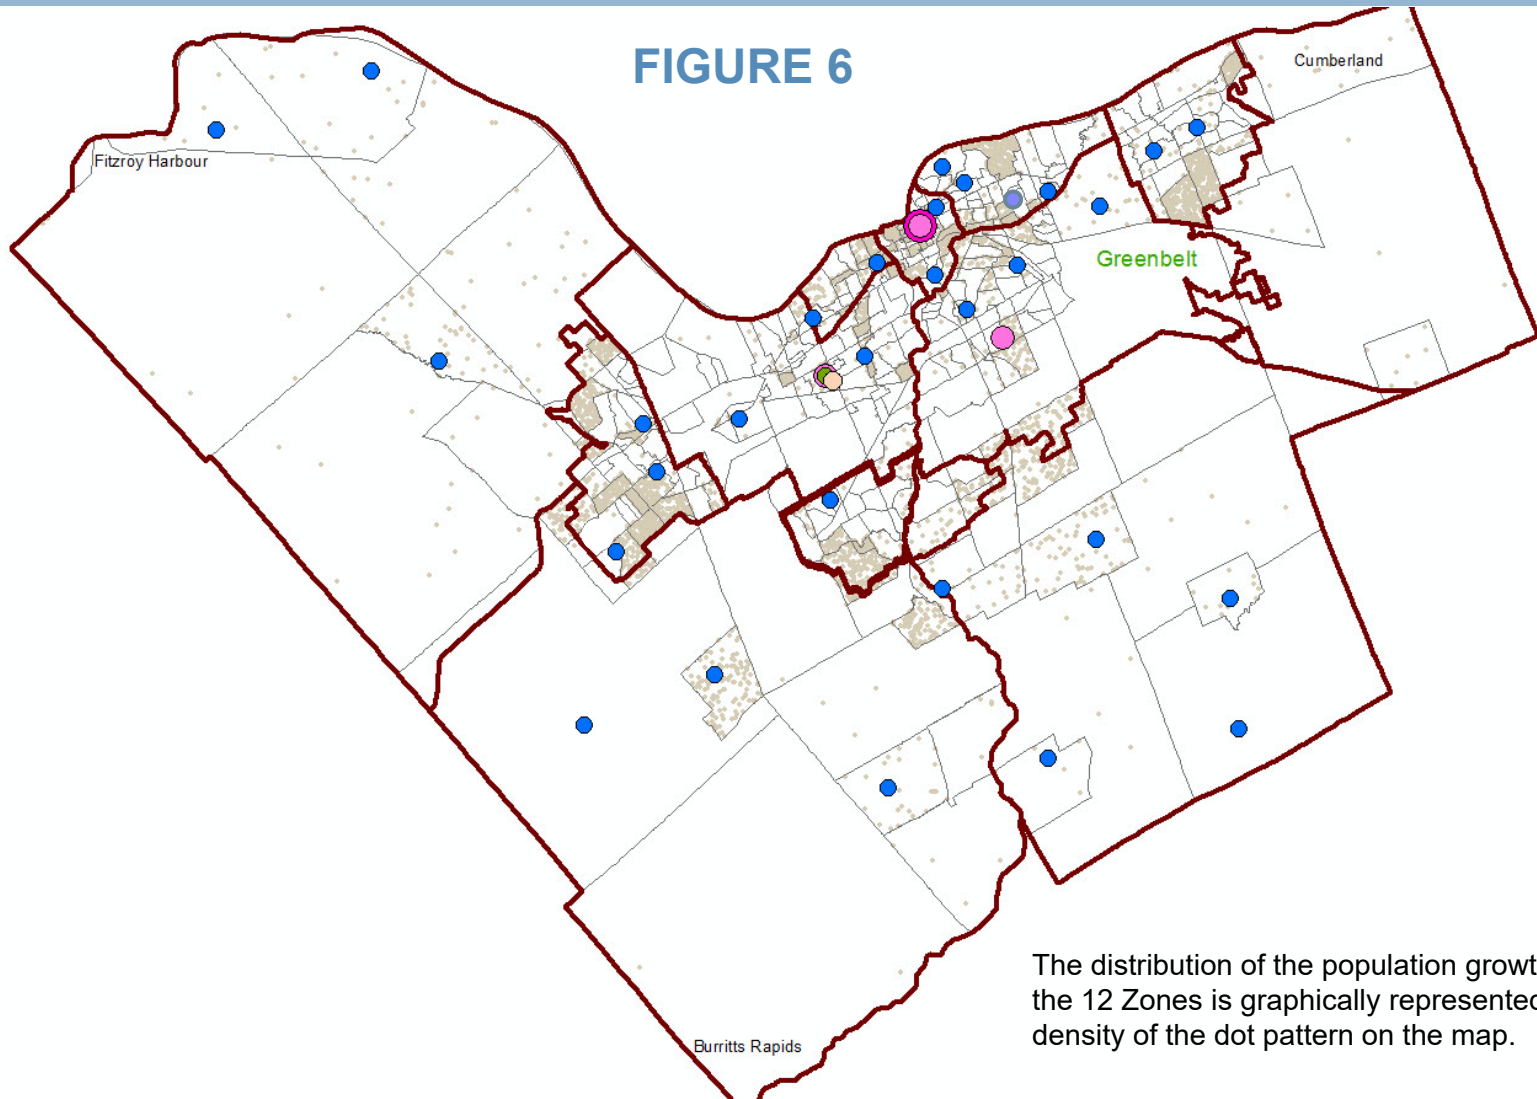 FIGURE 6
Cumberland
Fitzroy Harbour
Greenbelt
The distribution of the population growt
the 12 Zones is graphically represented
density of the dot pattern on the map.
Burritts Rapids